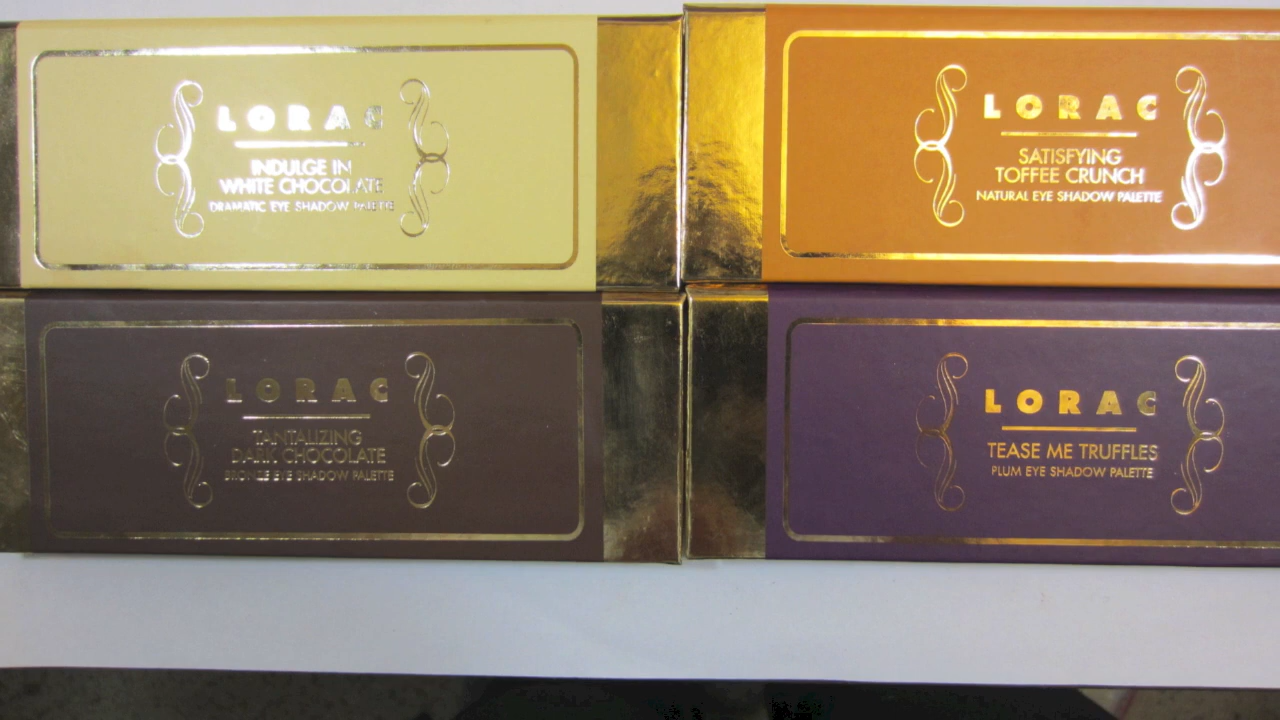 LORAC
INDULGE IN
WHITE CHOCOLATE
DRAMATIC EYE SHADOW PALETTE
LORAC
SATISFYING
TOFFEE CRUNCH
NATURAL EYE SHADOW PALETTE
LORAC
TANTALIZING
DARK CHOCOLATE
BRONZE EYE SHADOW PALETTE
LORAC
TEASE ME TRUFFLES
PLUM EYE SHADOW PALETTE